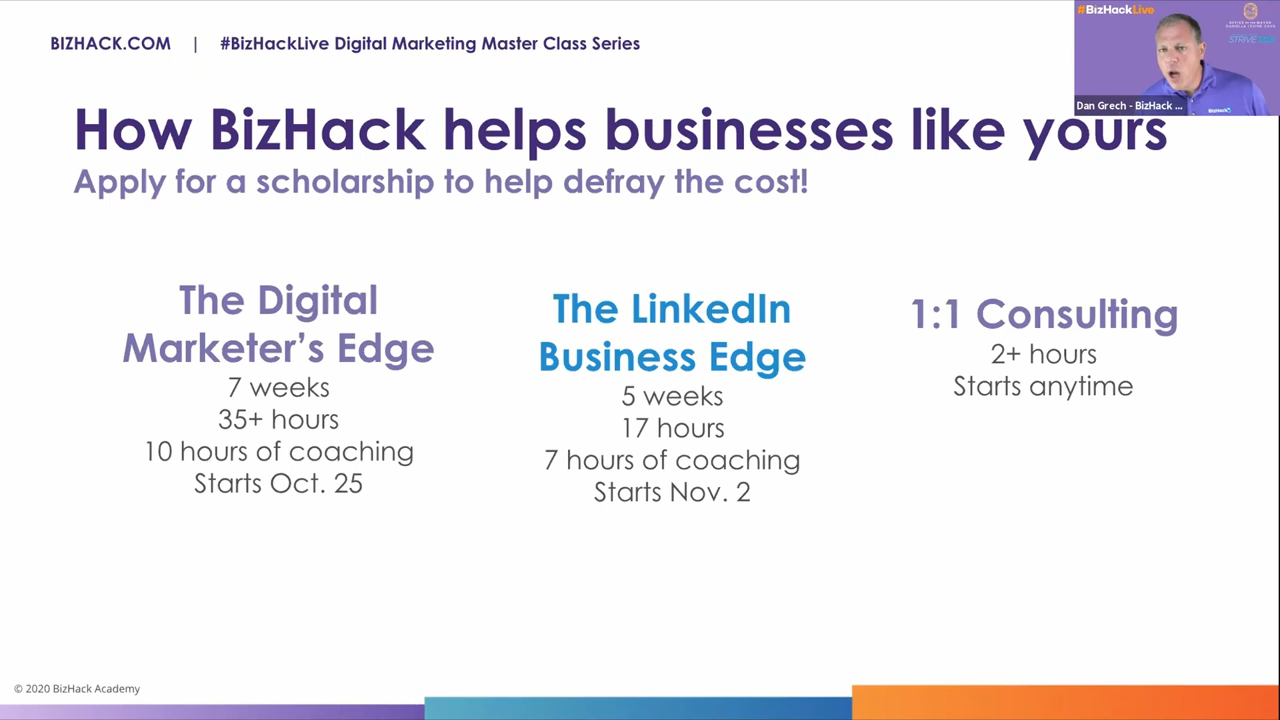 BIZHACK.COM | #BizHackLive Digital Marketing Master Class Series
#BizHackLive
STRIVE
BizHack
Dan Grech - BizHack ...
How BizHack helps businesses like yours
Apply for a scholarship to help defray the cost!
The Digital
Marketer's Edge
7 weeks
35+ hours
10 hours of coaching
Starts Oct. 25
The LinkedIn
Business Edge
5 weeks
17 hours
7 hours of coaching
Starts Nov. 2
1:1 Consulting
2+ hours
Starts anytime
© 2020 BizHack Academy